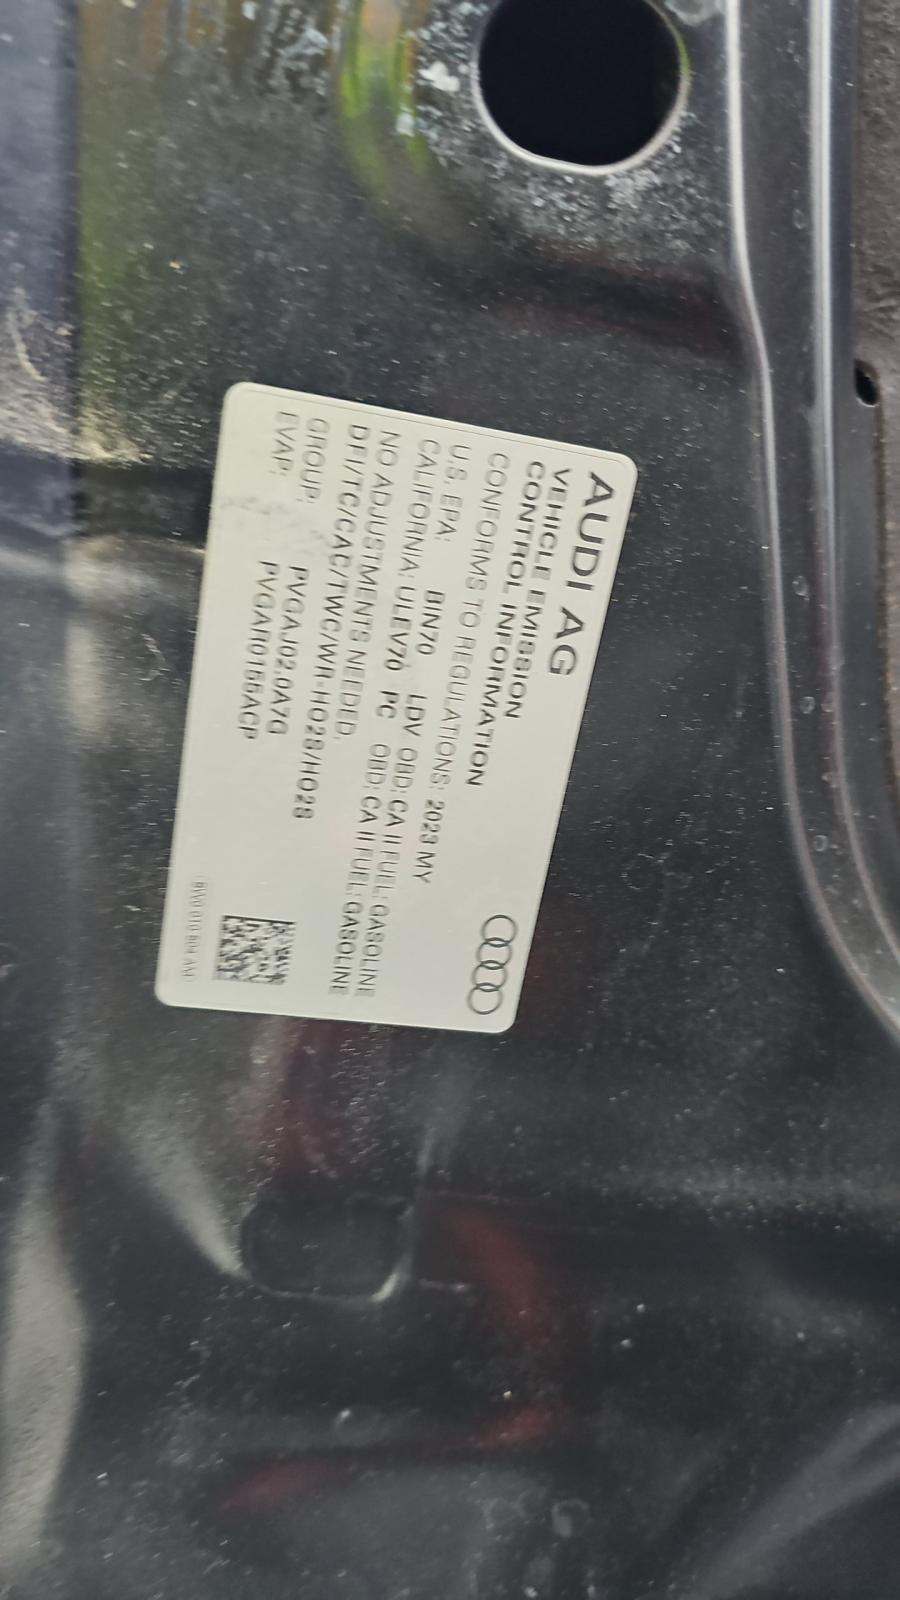 AUDI AG
VEHICLE EMISSION
CONTROL INFORMATION
CONFORMS TO REGULATIONS: 2023 MY
U.S. EPA: BIN70 LDV OBD: CA II FUEL: GASOLINE
CALIFORNIA: ULEV70 PC OBD: CA II FUEL: GASOLINE
NO ADJUSTMENTS NEEDED.
DFI/TC/CAC/TWC/WR-HO2S/HO2S
GROUP: PVGAJ02.0A7G
EVAP: PVGAR0155ACP